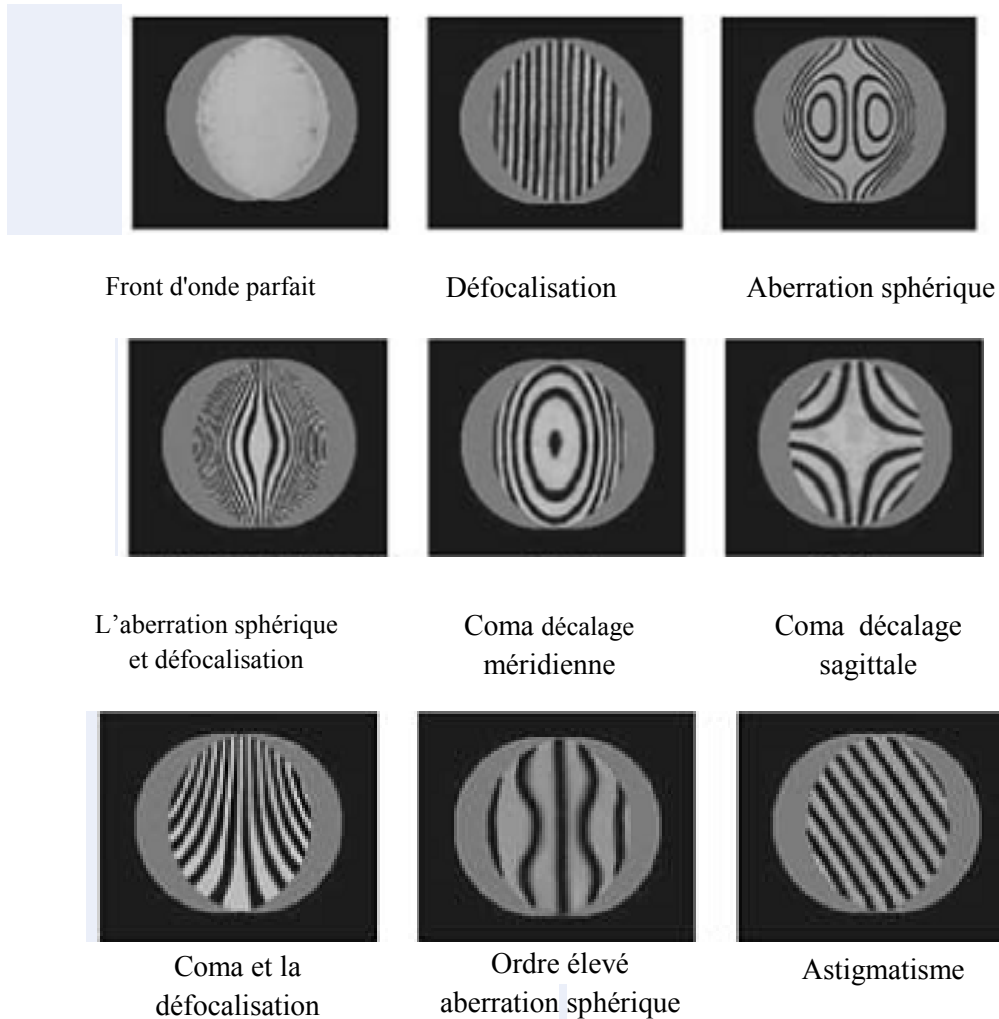 Front d'onde parfait
Défocalisation
Aberration sphérique
L'aberration sphérique
et défocalisation
Coma décalage
méridienne
Coma décalage
sagittale
Coma et la
défocalisation
Ordre élevé
aberration sphérique
Astigmatisme